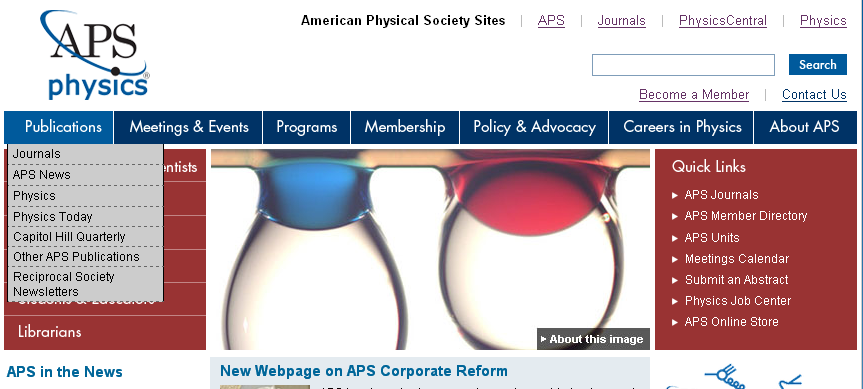 American Physical Society Sites | APS | Journals | PhysicsCentral | Physics
APS
physics®
Search
Become a Member | Contact Us
Publications Meetings & Events Programs Membership Policy & Advocacy Careers in Physics About APS
Journals
APS News
Physics
Physics Today
Capitol Hill Quarterly
Other APS Publications
Reciprocal Society
Newsletters
Librarians
About this image
Quick Links
APS Journals
APS Member Directory
APS Units
Meetings Calendar
Submit an Abstract
Physics Job Center
APS Online Store
APS in the News
New Webpage on APS Corporate Reform